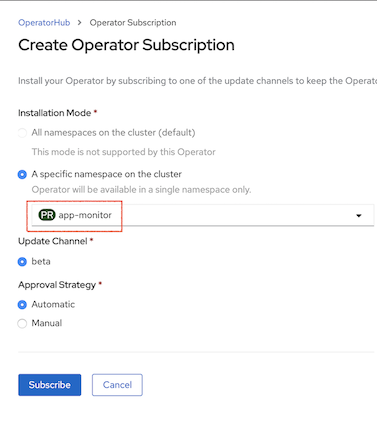 OperatorHub > Operator Subscription
Create Operator Subscription
Install your Operator by subscribing to one of the update channels to keep the Operato
Installation Mode *
All namespaces on the cluster (default)
This mode is not supported by this Operator
A specific namespace on the cluster
Operator will be available in a single namespace only.
PR app-monitor
Update Channel *
beta
Approval Strategy *
Automatic
Manual
Subscribe Cancel